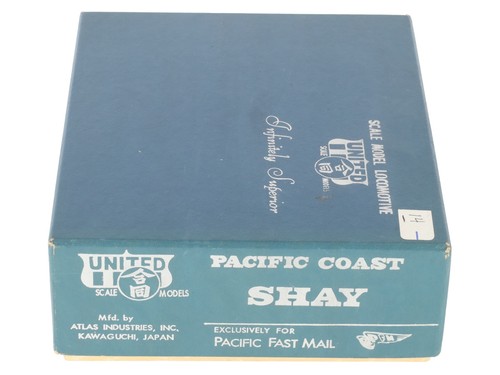 SCALE MODEL LOCOMOTIVE
UNITED
SCALE MODELS
Infinitely Superior
UNITED
SCALE MODELS
Mfd. by
ATLAS INDUSTRIES, INC,
KAWAGUCHI, JAPAN
PACIFIC COAST
SHAY
EXCLUSIVELY FOR
PACIFIC FAST MAIL
PFM